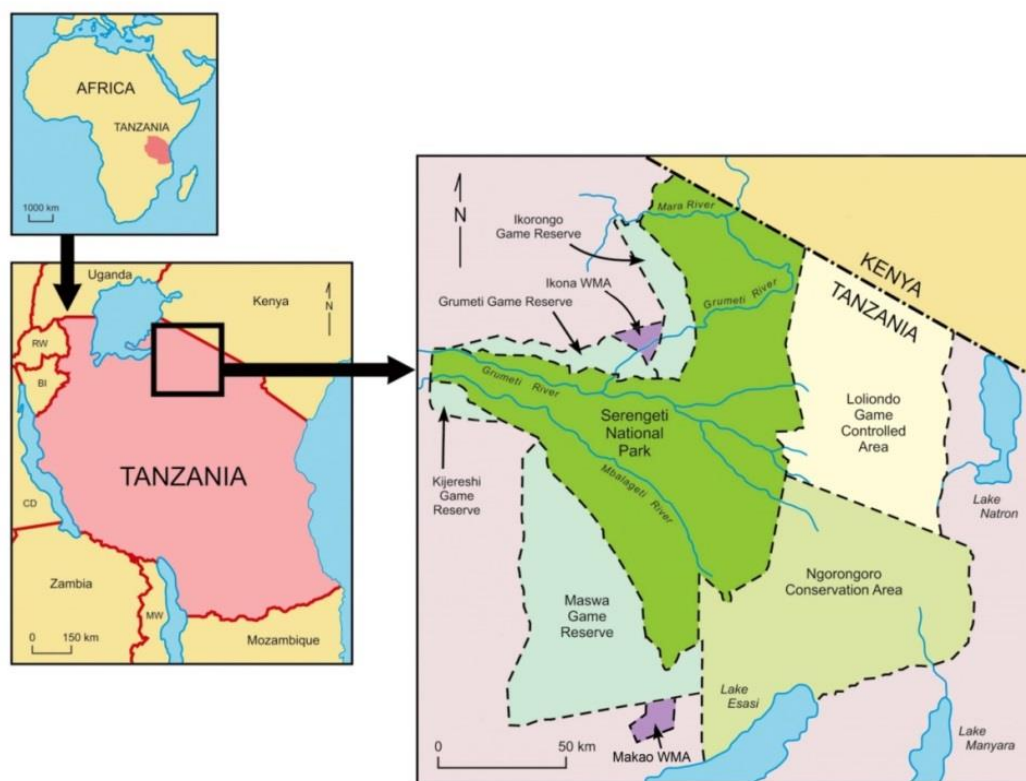 AFRICA
TANZANIA
1000 km
Uganda
N
Kenya
RW
BI
TANZANIA
CD
Zambia
MW
0 150 km
Mozambique
N
Mara River
Ikorongo
Game Reserve
KENYA
TANZANIA
Ikona WMA
Grumeti Game Reserve
Grumeti River
Grumeti River
Serengeti
National
Park
Loliondo
Game
Controlled
Area
Kijereshi
Game
Reserve
Mbalageti River
Lake
Natron
Ngorongoro
Conservation Area
Maswa
Game
Reserve
Lake
Esasi
Lake
Manyara
0 50 km
Makao WMA